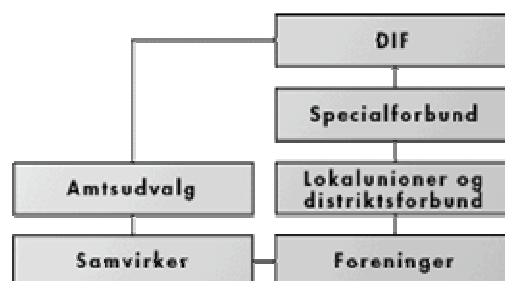 DIF
Specialforbund
Amtsudvalg
Lokalunioner og
distriktsforbund
Samvirker
Foreninger